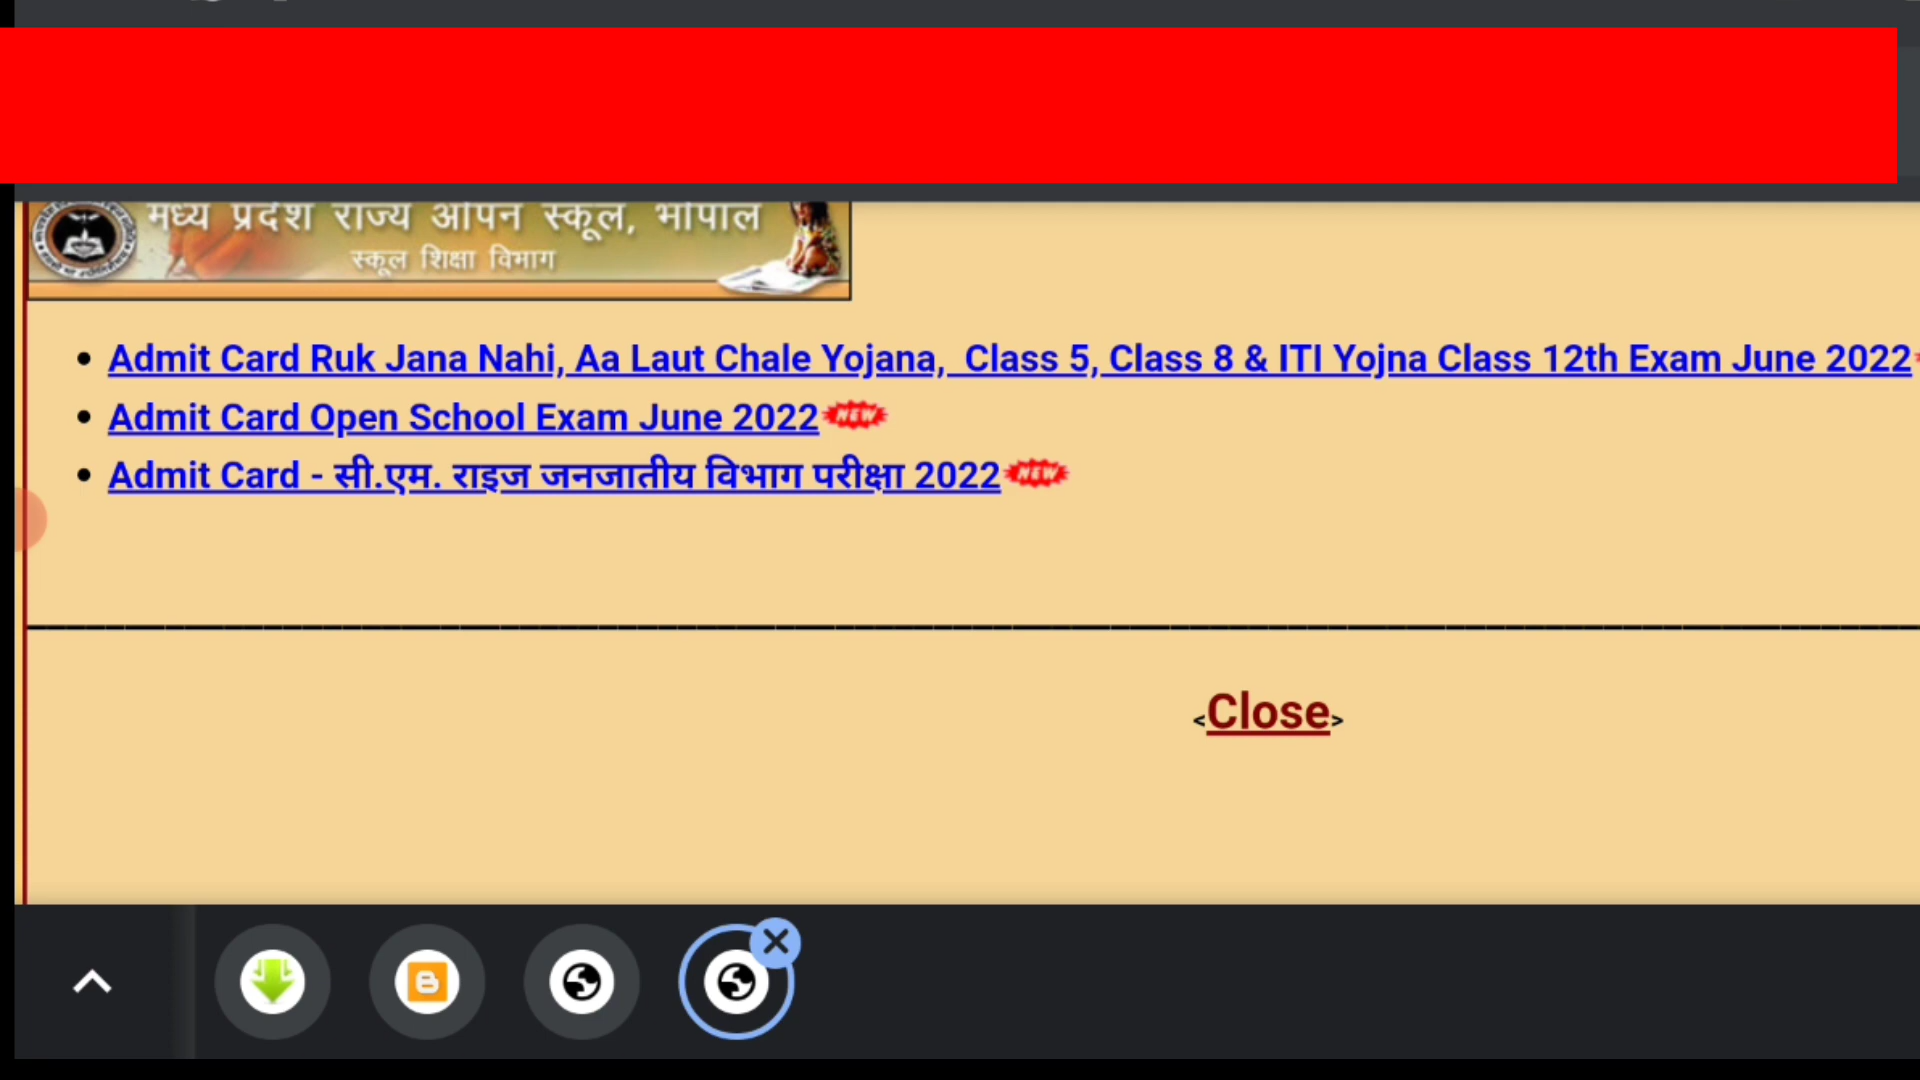 मध्य प्रदेश राज्य ओपन स्कूल, भोपाल
स्कूल शिक्षा विभाग
Admit Card Ruk Jana Nahi, Aa Laut Chale Yojana, Class 5, Class 8 & ITI Yojna Class 12th Exam June 2022
Admit Card Open School Exam June 2022 NEW
Admit Card - सी.एम. राइज जनजातीय विभाग परीक्षा 2022 NEW
<Close>